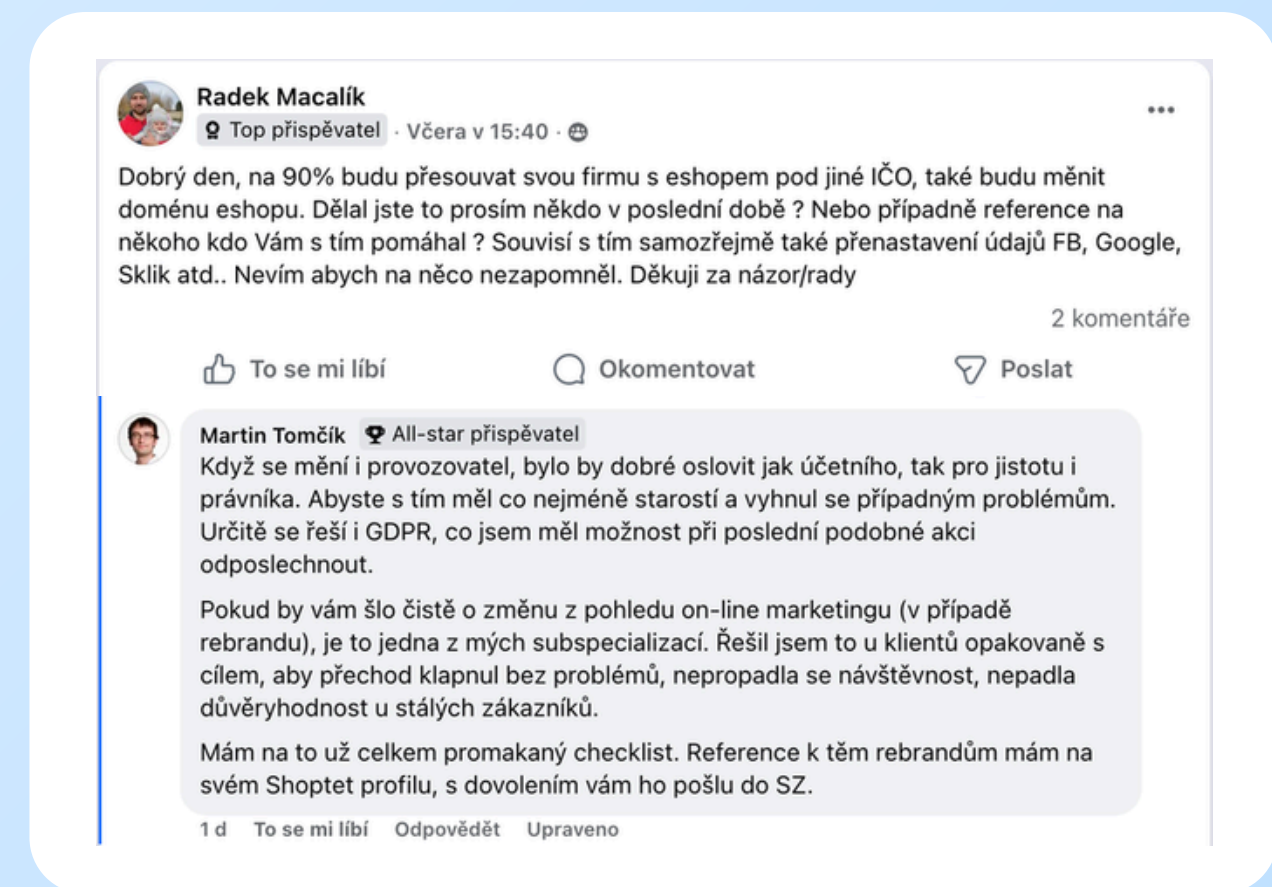 Radek Macalík
Top přispěvatel · Včera v 15:40 ·
Dobrý den, na 90% budu přesouvat svou firmu s eshopem pod jiné IČO, také budu měnit
doménu eshopu. Dělal jste to prosím někdo v poslední době ? Nebo případně reference na
někoho kdo Vám s tím pomáhal ? Souvisí s tím samozřejmě také přenastavení údajů FB, Google,
Sklik atd.. Nevím abych na něco nezapomněl. Děkuji za názor/rady
2 komentáře
To se mi líbí Okomentovat Poslat
Martin Tomčík All-star přispěvatel
Když se mění i provozovatel, bylo by dobré oslovit jak účetního, tak pro jistotu i
právníka. Abyste s tím měl co nejméně starostí a vyhnul se případným problémům.
Určitě se řeší i GDPR, co jsem měl možnost při poslední podobné akci
odposlechnout.
Pokud by vám šlo čistě o změnu z pohledu on-line marketingu (v případě
rebrandu), je to jedna z mých subspecializací. Řešil jsem to u klientů opakovaně s
cílem, aby přechod klapnul bez problémů, nepropadla se návštěvnost, nepadla
důvěryhodnost u stálých zákazníků.
Mám na to už celkem promakaný checklist. Reference k těm rebrandům mám na
svém Shoptet profilu, s dovolením vám ho pošlu do SZ.
1 d To se mi líbí Odpovědět Upraveno